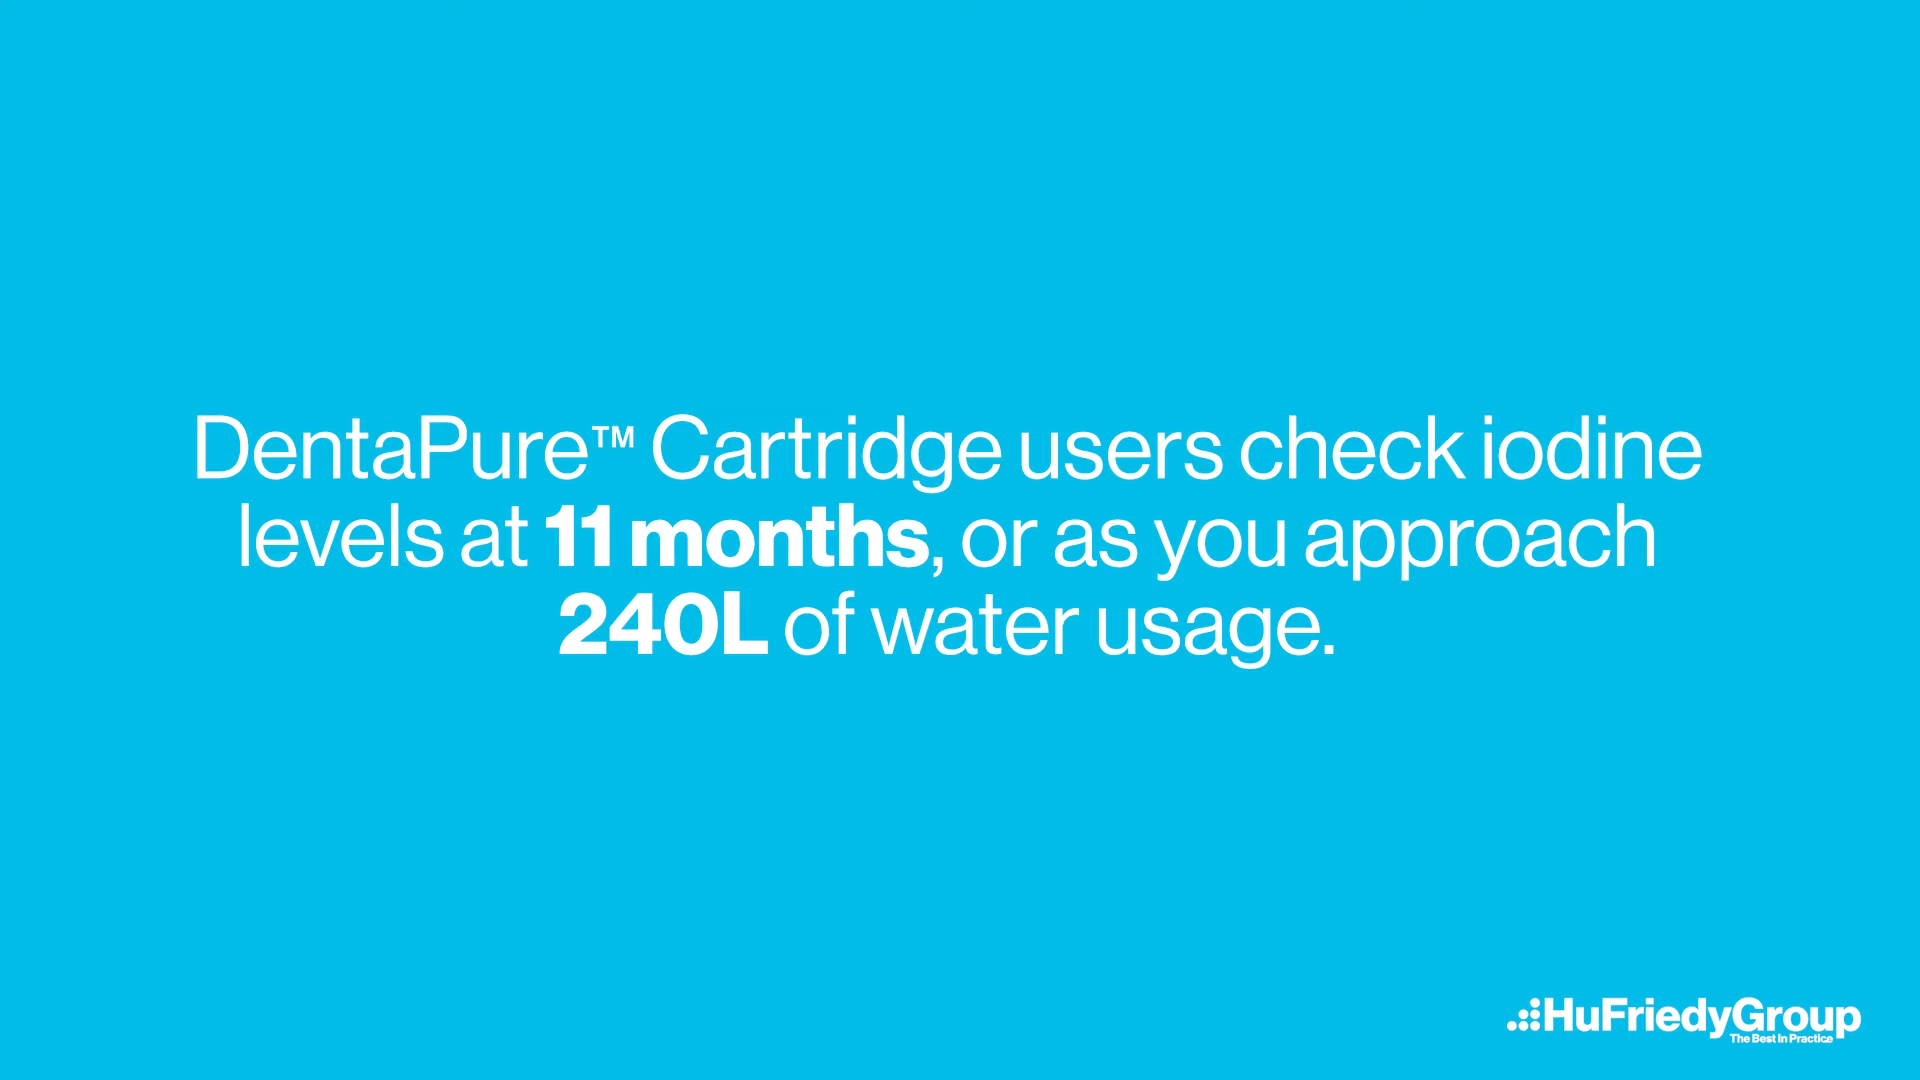 DentaPure™ Cartridge users check iodine
levels at 11 months, or as you approach
240L of water usage.
HuFriedyGroup
The Best In Practice